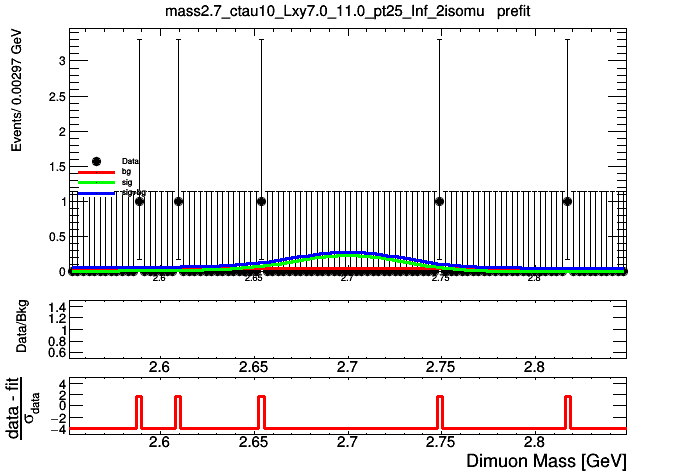 mass2.7_ctau10_Lxy7.0_11.0_pt25_Inf_2isomu prefit
Events/ 0.00297 GeV
3
2.5
2
1.5
1
0.5
0
Data
bg
sig
sig+bg
2.6 2.65 2.7 2.75 2.8
Data/Bkg
1.4
1.2
1
0.8
0.6
2.6 2.65 2.7 2.75 2.8
data - fit
σdata
4
2
0
−2
−4
2.6 2.65 2.7 2.75 2.8
Dimuon Mass [GeV]